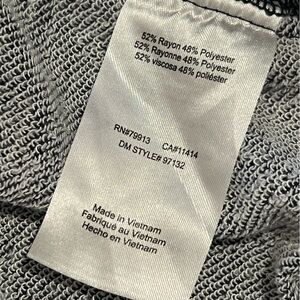 52% Rayon 48% Polyester
52% Rayonne 48% Polyester
52% viscosa 48% poliéster
RN#79913 CA#11414
DM STYLE# 97132
Made in Vietnam
Fabriqué au Vietnam
Hecho en Vietnam